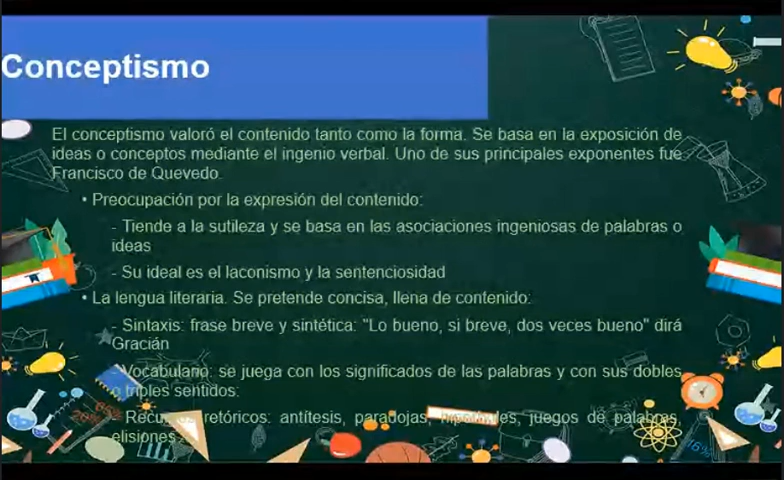 Conceptismo
El conceptismo valoró el contenido tanto como la forma. Se basa en la exposición de
ideas o conceptos mediante el ingenio verbal. Uno de sus principales exponentes fue
Francisco de Quevedo.
• Preocupación por la expresión del contenido:
- Tiende a la sutileza y se basa en las asociaciones ingeniosas de palabras o
ideas
- Su ideal es el laconismo y la sentenciosidad
• La lengua literaria. Se pretende concisa, llena de contenido:
- Sintaxis: frase breve y sintética: "Lo bueno, si breve, dos veces bueno" dirá
Gracián
- Vocabulario: se juega con los significados de las palabras y con sus dobles
o triples sentidos:
- Recursos retóricos: antítesis, paradojas, juegos de palabras,
elisiones